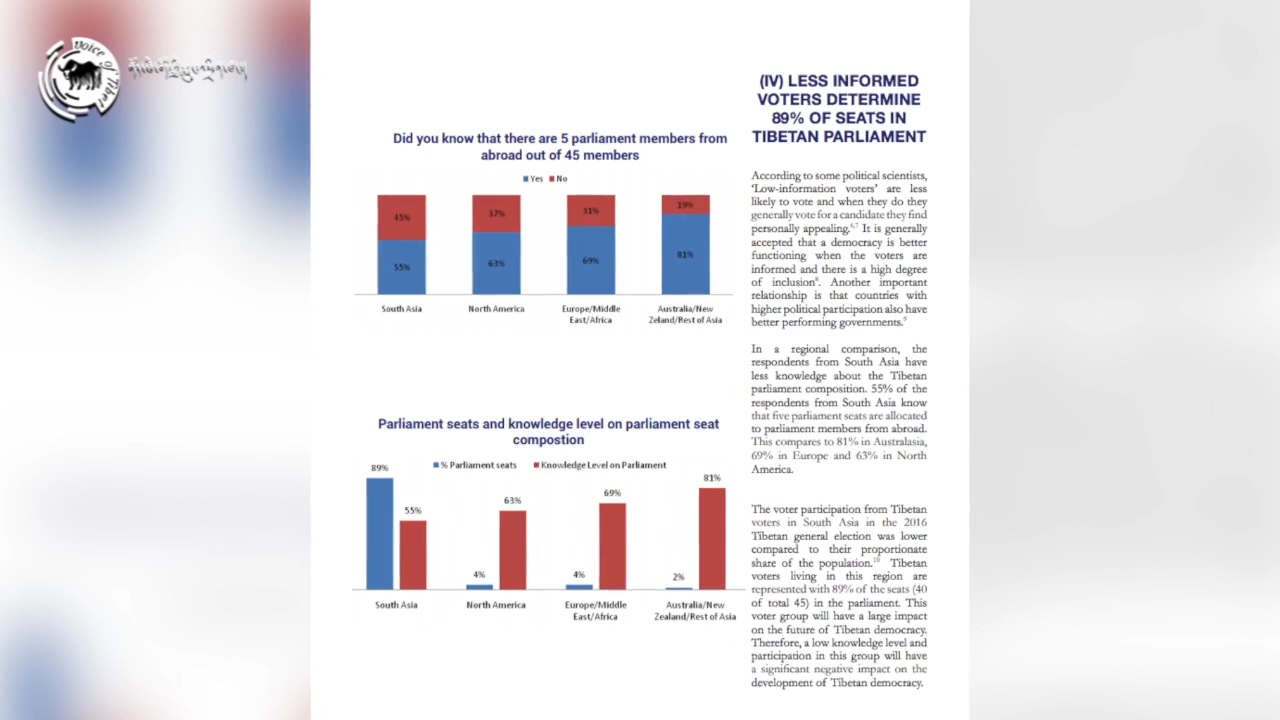 Voice of Tibet
Did you know that there are 5 parliament members from
abroad out of 45 members
Yes No
45% 37% 31% 19%
55% 63% 69% 81%
South Asia North America Europe/Middle Australia/New
East/Africa Zeland/Rest of Asia
Parliament seats and knowledge level on parliament seat
compostion
% Parliament seats Knowledge Level on Parliament
89% 55% 4% 63% 4% 69% 2% 81%
South Asia North America Europe/Middle Australia/New
East/Africa Zealand/Rest of Asia
(IV) LESS INFORMED
VOTERS DETERMINE
89% OF SEATS IN
TIBETAN PARLIAMENT
According to some political scientists,
'Low-information voters' are less
likely to vote and when they do they
generally vote for a candidate they find
personally appealing.6,7 It is generally
accepted that a democracy is better
functioning when the voters are
informed and there is a high degree
of inclusion8. Another important
relationship is that countries with
higher political participation also have
better performing governments.9
In a regional comparison, the
respondents from South Asia have
less knowledge about the Tibetan
parliament composition. 55% of the
respondents from South Asia know
that five parliament seats are allocated
to parliament members from abroad.
This compares to 81% in Australasia,
69% in Europe and 63% in North
America.
The voter participation from Tibetan
voters in South Asia in the 2016
Tibetan general election was lower
compared to their proportionate
share of the population.10 Tibetan
voters living in this region are
represented with 89% of the seats (40
of total 45) in the parliament. This
voter group will have a large impact
on the future of Tibetan democracy.
Therefore, a low knowledge level and
participation in this group will have
a significant negative impact on the
development of Tibetan democracy.